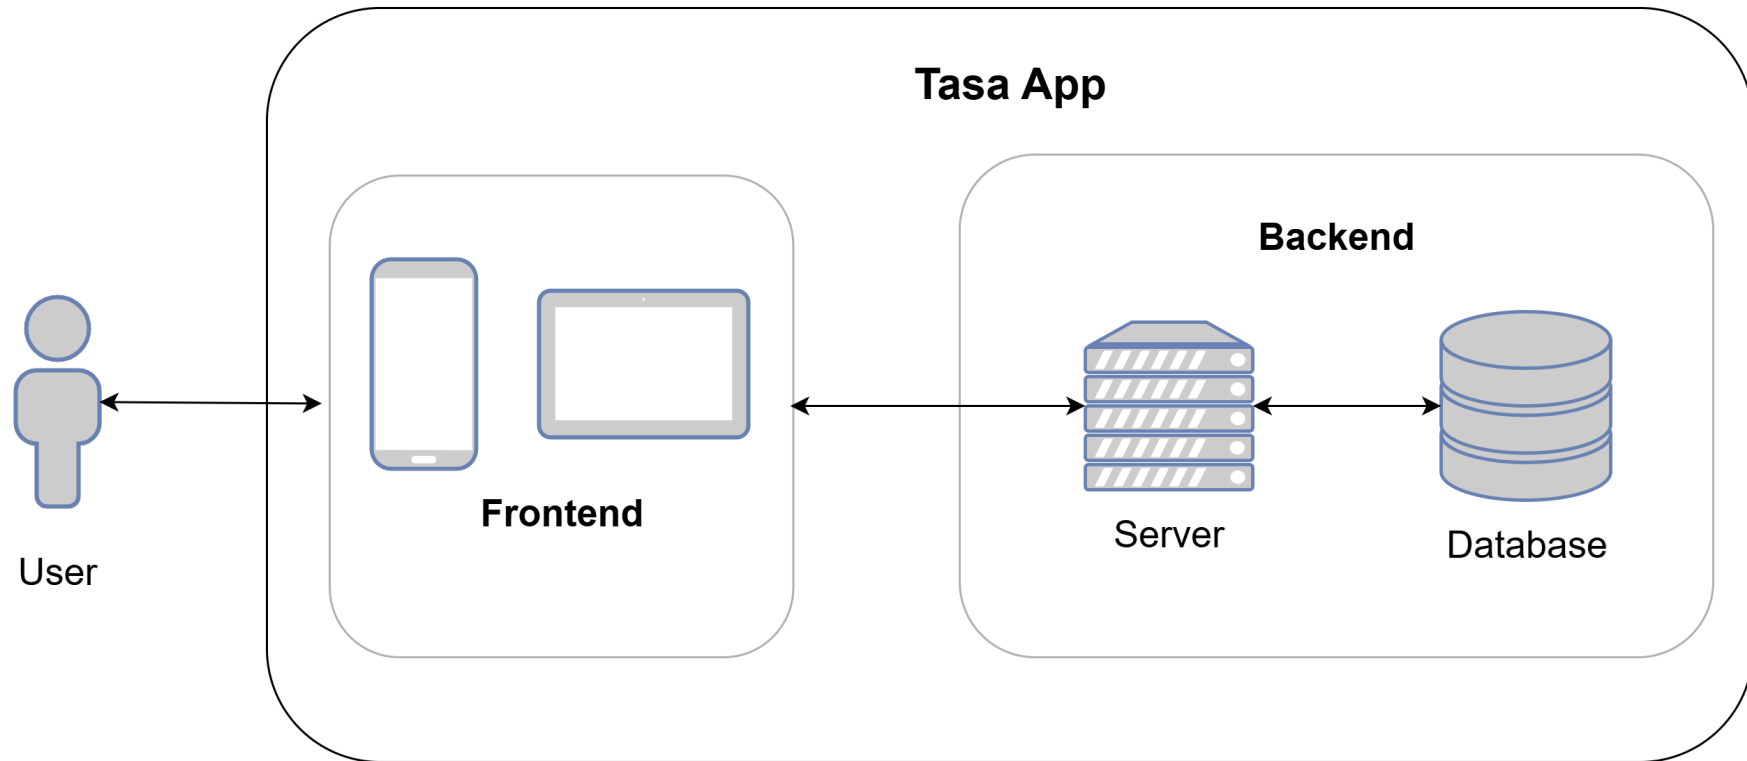 Tasa App
Backend
Frontend
Server
Database
User